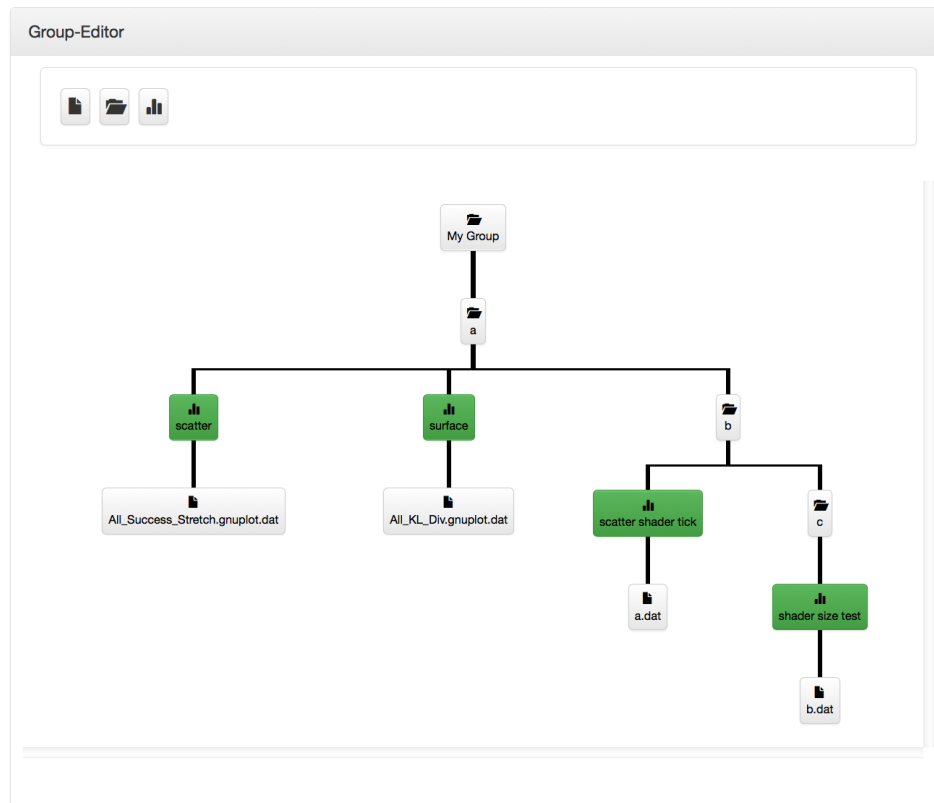 Group-Editor
My Group
a
scatter
surface
b
All_Success_Stretch.gnuplot.dat
All_KL_Div.gnuplot.dat
scatter shader tick
c
a.dat
shader size test
b.dat